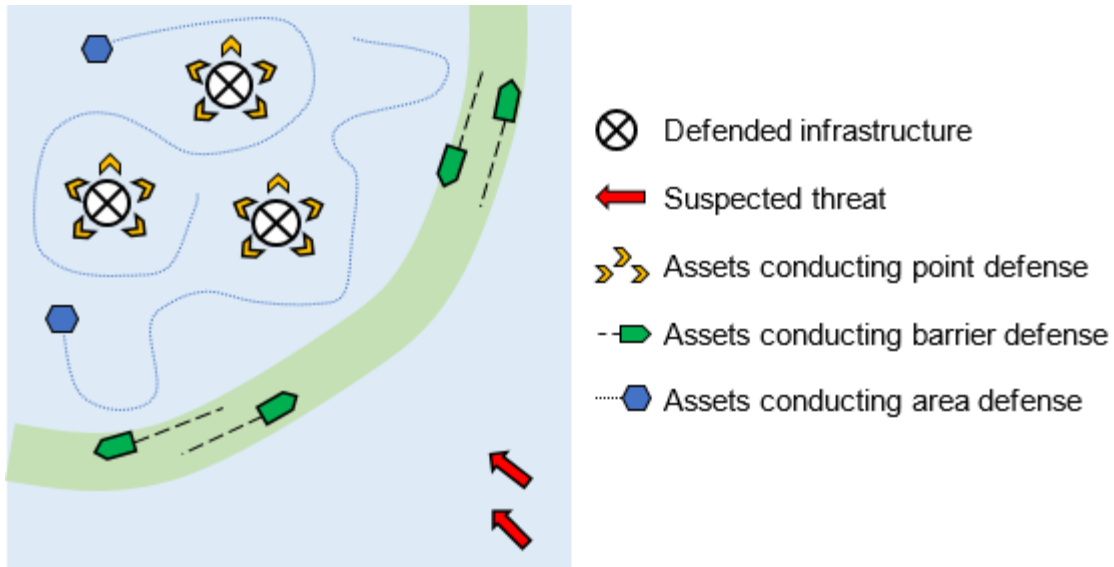 Defended infrastructure
Suspected threat
Assets conducting point defense
Assets conducting barrier defense
Assets conducting area defense